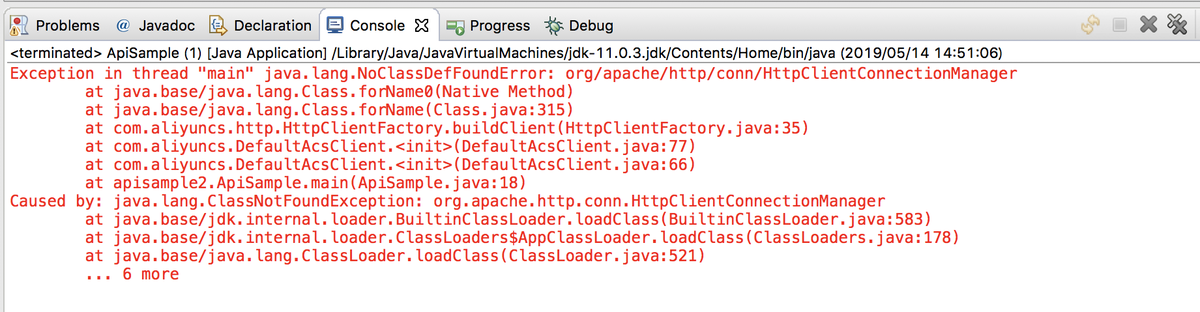 Problems @ Javadoc Declaration Console Progress Debug
<terminated> ApiSample (1) [Java Application] /Library/Java/JavaVirtualMachines/jdk-11.0.3.jdk/Contents/Home/bin/java (2019/05/14 14:51:06)
Exception in thread "main" java.lang.NoClassDefFoundError: org/apache/http/conn/HttpClientConnectionManager
at java.base/java.lang.Class.forName0(Native Method)
at java.base/java.lang.Class.forName(Class.java:315)
at com.aliyuncs.http.HttpClientFactory.buildClient(HttpClientFactory.java:35)
at com.aliyuncs.DefaultAcsClient.<init>(DefaultAcsClient.java:77)
at com.aliyuncs.DefaultAcsClient.<init>(DefaultAcsClient.java:66)
at apisample2.ApiSample.main(ApiSample.java:18)
Caused by: java.lang.ClassNotFoundException: org.apache.http.conn.HttpClientConnectionManager
at java.base/jdk.internal.loader.BuiltinClassLoader.loadClass(BuiltinClassLoader.java:583)
at java.base/jdk.internal.loader.ClassLoaders$AppClassLoader.loadClass(ClassLoaders.java:178)
at java.base/java.lang.ClassLoader.loadClass(ClassLoader.java:521)
... 6 more